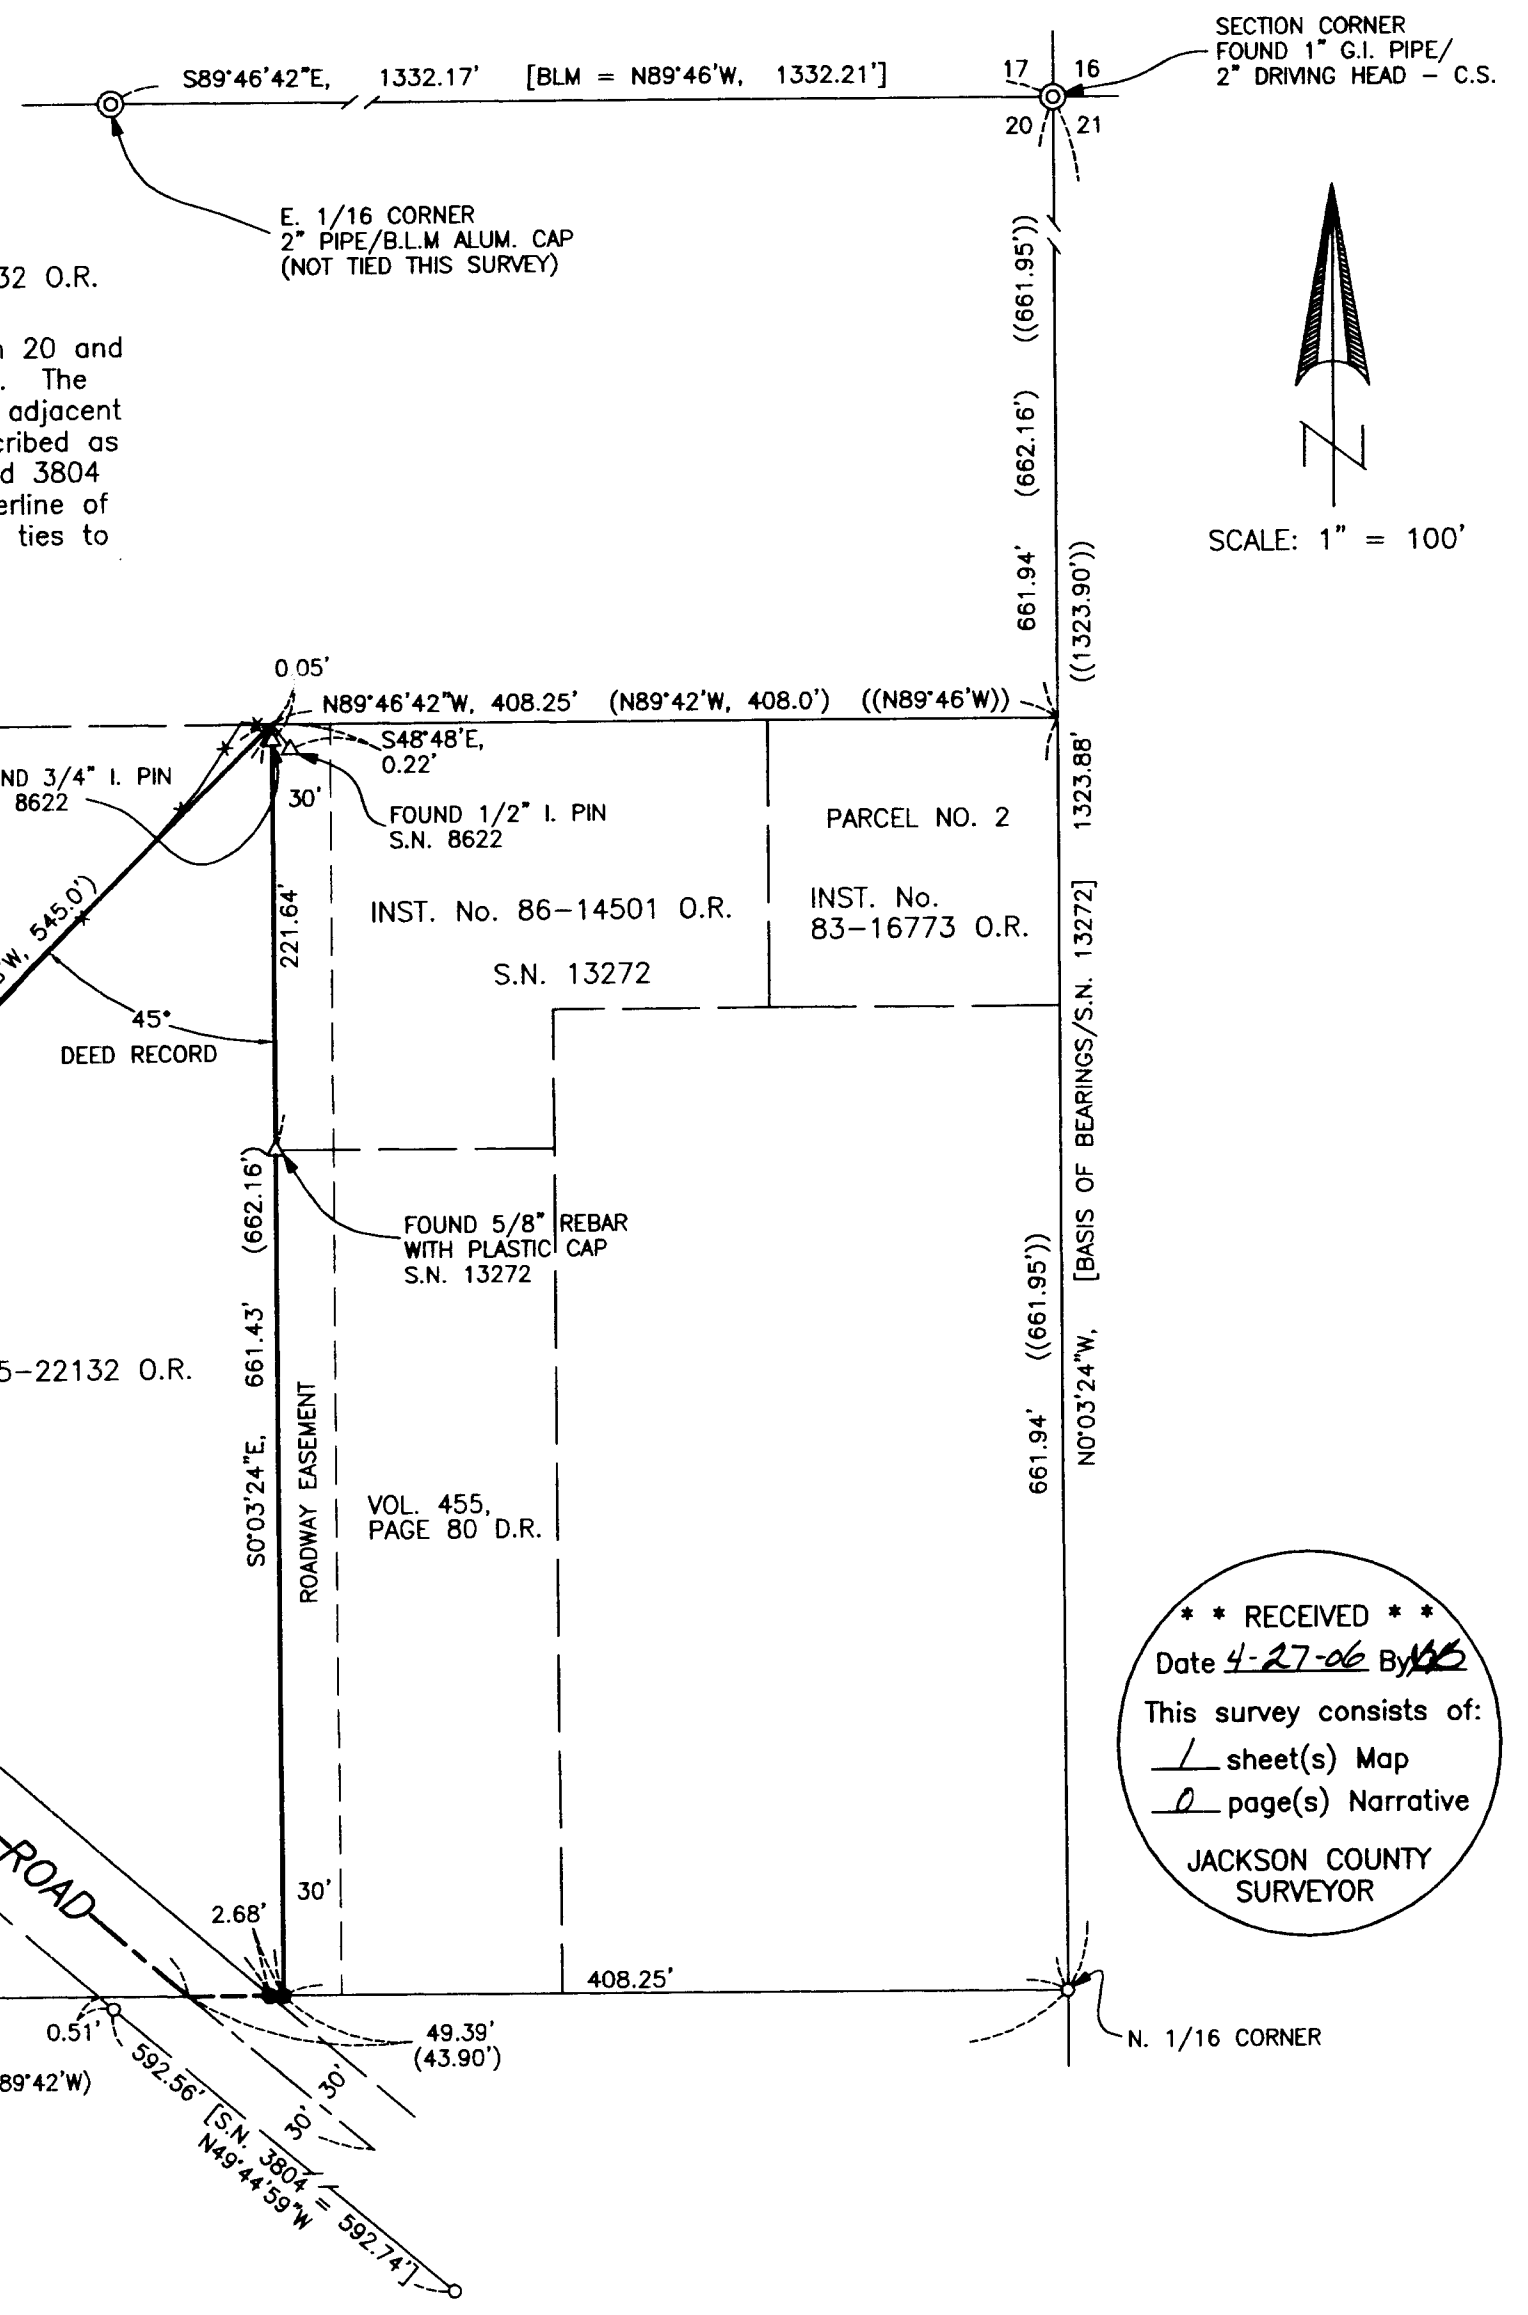 SECTION CORNER
FOUND 1" G.I. PIPE/
2" DRIVING HEAD - C.S.
S89°46'42"E, 1332.17' [BLM = N89°46'W, 1332.21']
17 16
20 21
E. 1/16 CORNER
2" PIPE/B.L.M ALUM. CAP
(NOT TIED THIS SURVEY)
32 O.R.
20 and
. The
adjacent
cribed as
d 3804
erline of
ties to
((661.95'))
(662.16')
661.94'
((1323.90'))
SCALE: 1" = 100'
N
0.05'
N89°46'42"W, 408.25' (N89°42'W, 408.0') ((N89°46'W))
S48°48'E,
0.22'
ND 3/4" I. PIN
8622
30'
FOUND 1/2" I. PIN
S.N. 8622
PARCEL NO. 2
1323.88'
'W, 545.0')
221.64'
INST. No. 86-14501 O.R.
INST. No.
83-16773 O.R.
S.N. 13272
45°
DEED RECORD
[BASIS OF BEARINGS/S.N. 13272]
(662.16')
FOUND 5/8" REBAR
WITH PLASTIC CAP
S.N. 13272
((661.95'))
661.43'
5-22132 O.R.
N0°03'24"W,
661.94'
S0°03'24"E,
ROADWAY EASEMENT
VOL. 455,
PAGE 80 D.R.
* * RECEIVED * *
Date 4-27-06 By
This survey consists of:
1 sheet(s) Map
0 page(s) Narrative
JACKSON COUNTY
SURVEYOR
ROAD
30'
2.68'
408.25'
0.51'
49.39'
(43.90')
N. 1/16 CORNER
89°42'W)
30'
30'
592.56' [S.N. 3804 = 592.74']
N49°44'59"W